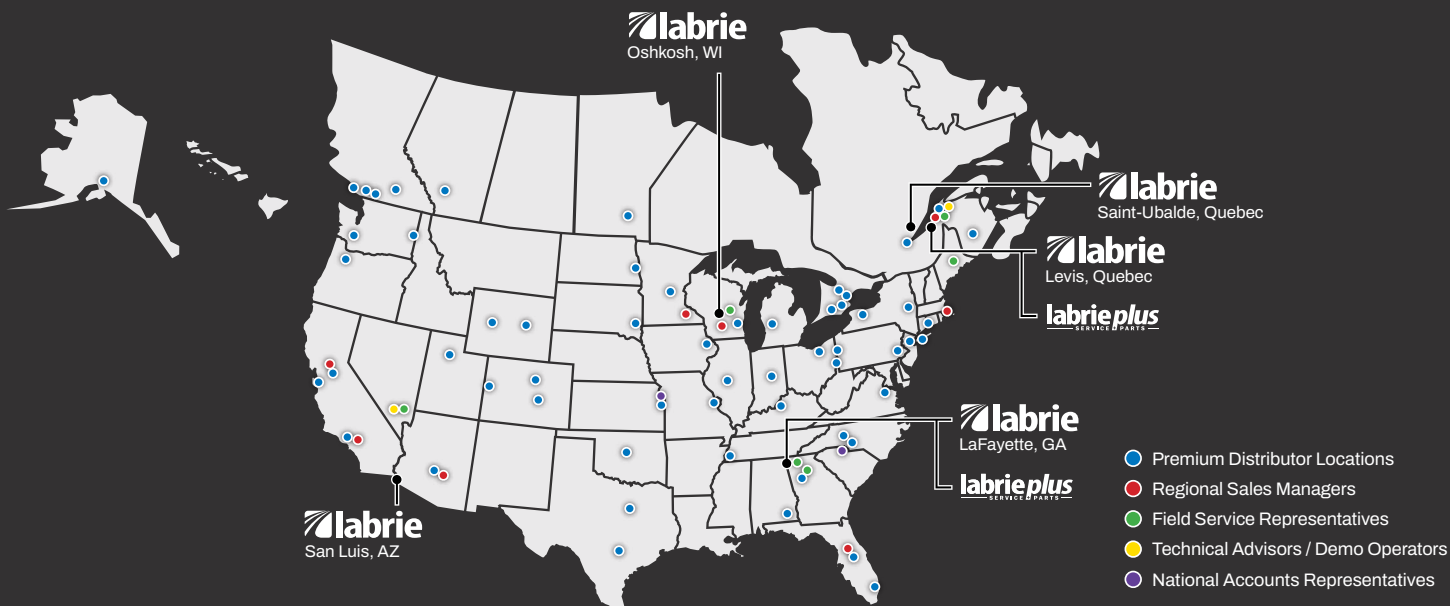 labrie
Oshkosh, WI
labrie
Saint-Ubalde, Quebec
labrie
Levis, Quebec
labrieplus
SERVICE & PARTS
labrie
LaFayette, GA
labrieplus
SERVICE & PARTS
labrie
San Luis, AZ
Premium Distributor Locations
Regional Sales Managers
Field Service Representatives
Technical Advisors / Demo Operators
National Accounts Representatives